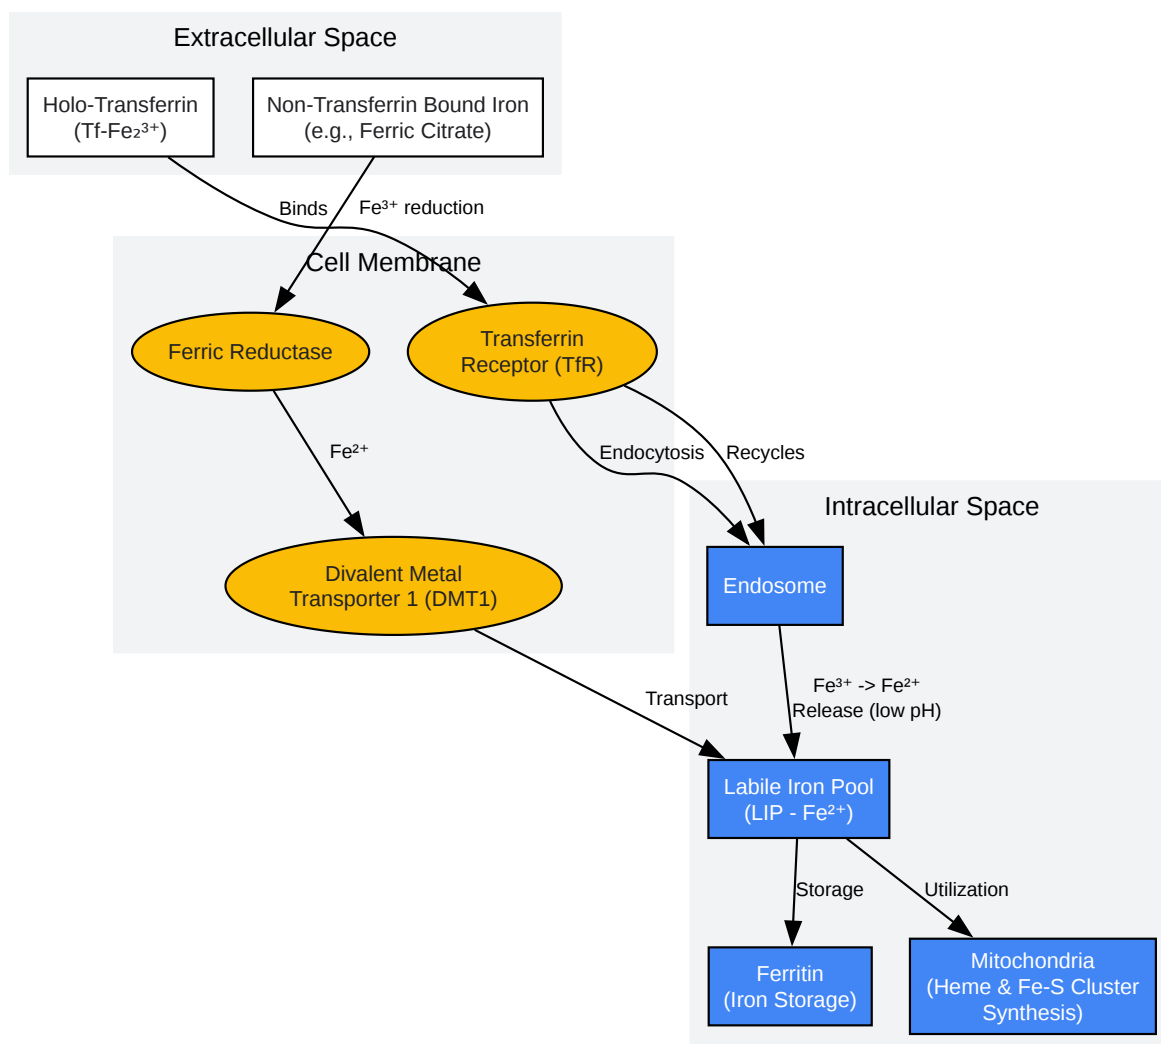 Extracellular Space
Holo-Transferrin
(Tf-Fe₂³⁺)
Non-Transferrin Bound Iron
(e.g., Ferric Citrate)
Binds
Fe³⁺ reduction
Cell Membrane
Ferric Reductase
Transferrin
Receptor (TfR)
Fe²⁺
Endocytosis
Recycles
Intracellular Space
Divalent Metal
Transporter 1 (DMT1)
Endosome
Transport
Fe³⁺ -> Fe²⁺
Release (low pH)
Labile Iron Pool
(LIP - Fe²⁺)
Storage
Utilization
Ferritin
(Iron Storage)
Mitochondria
(Heme & Fe-S Cluster
Synthesis)